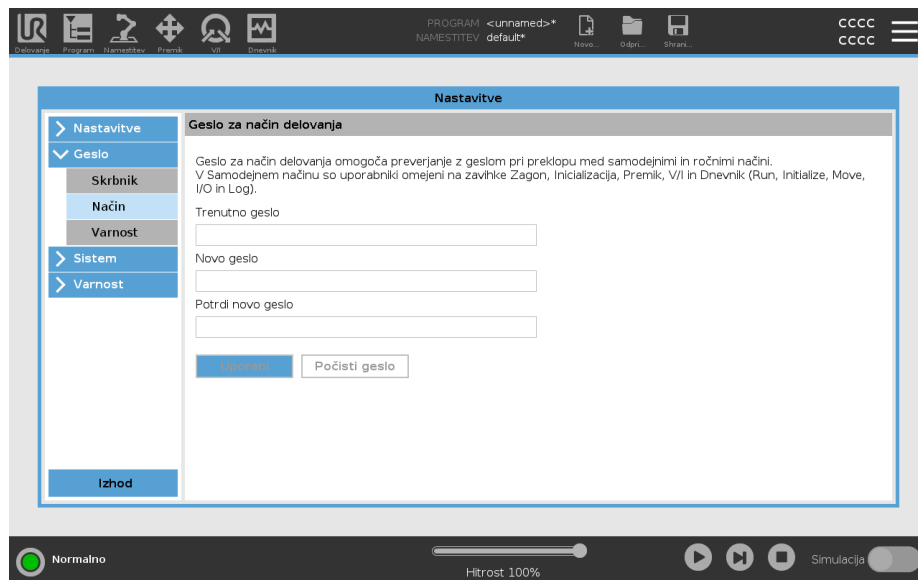 PROGRAM <unnamed>*
NAMESTITEV default*
CCCC
CCCC
Delovanje Program Namestitev Premik V/I Dnevnik Novo... Odpri... Shrani...
Nastavitve
Nastavitve
Geslo
Skrbnik
Način
Varnost
Sistem
Varnost
Izhod
Geslo za način delovanja
Geslo za način delovanja omogoča preverjanje z geslom pri preklopu med samodejnimi in ročnimi načini.
V Samodejnem načinu so uporabniki omejeni na zavihke Zagon, Inicializacija, Premik, V/I in Dnevnik (Run, Initialize, Move,
I/O in Log).
Trenutno geslo
Novo geslo
Potrdi novo geslo
Uporabi Počisti geslo
Normalno
Hitrost 100%
Simulacija